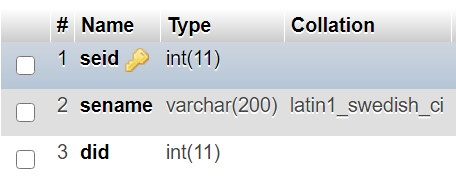 # Name Type Collation
1 seid int(11)
2 sename varchar(200) latin1_swedish_ci
3 did int(11)